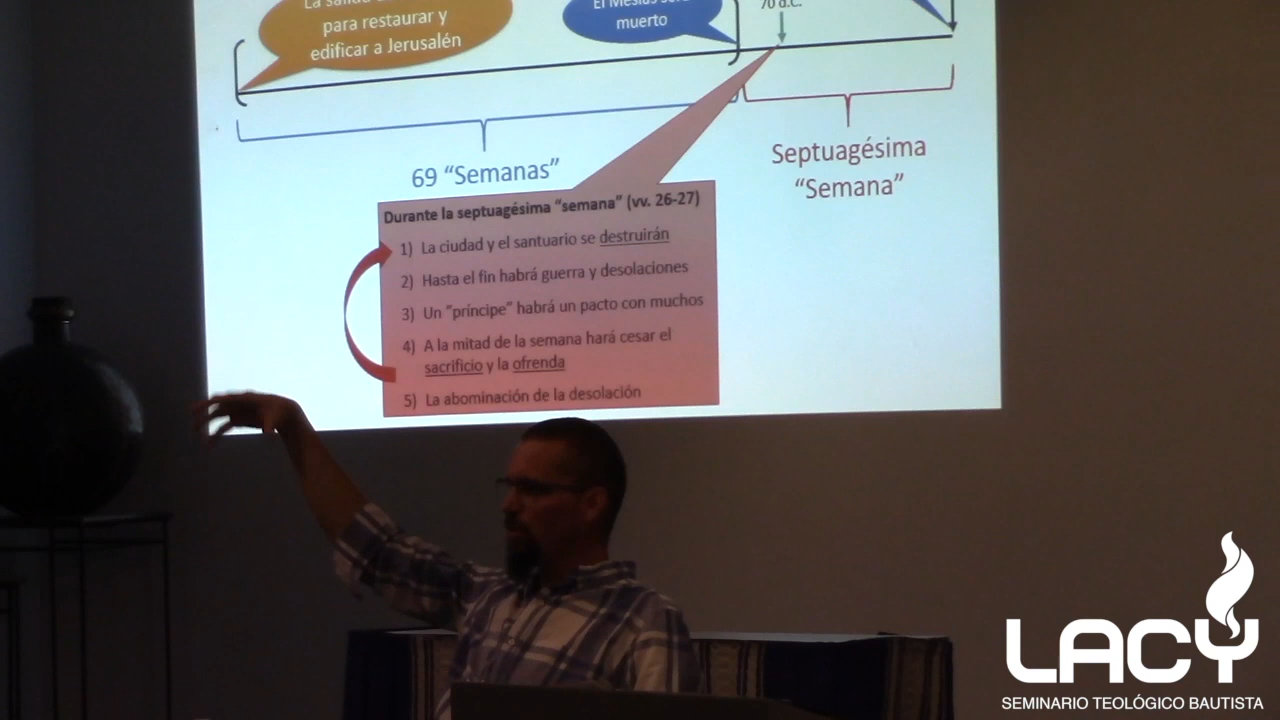 para restaurar y
edificar a Jerusalén
El Mesías será
muerto
70 d.C.
69 “Semanas”
Septuagésima
“Semana”
Durante la septuagésima “semana” (vv. 26-27)
1) La ciudad y el santuario se destruirán
2) Hasta el fin habrá guerra y desolaciones
3) Un “príncipe” habrá un pacto con muchos
4) A la mitad de la semana hará cesar el
sacrificio y la ofrenda
5) La abominación de la desolación
LACY
SEMINARIO TEOLÓGICO BAUTISTA